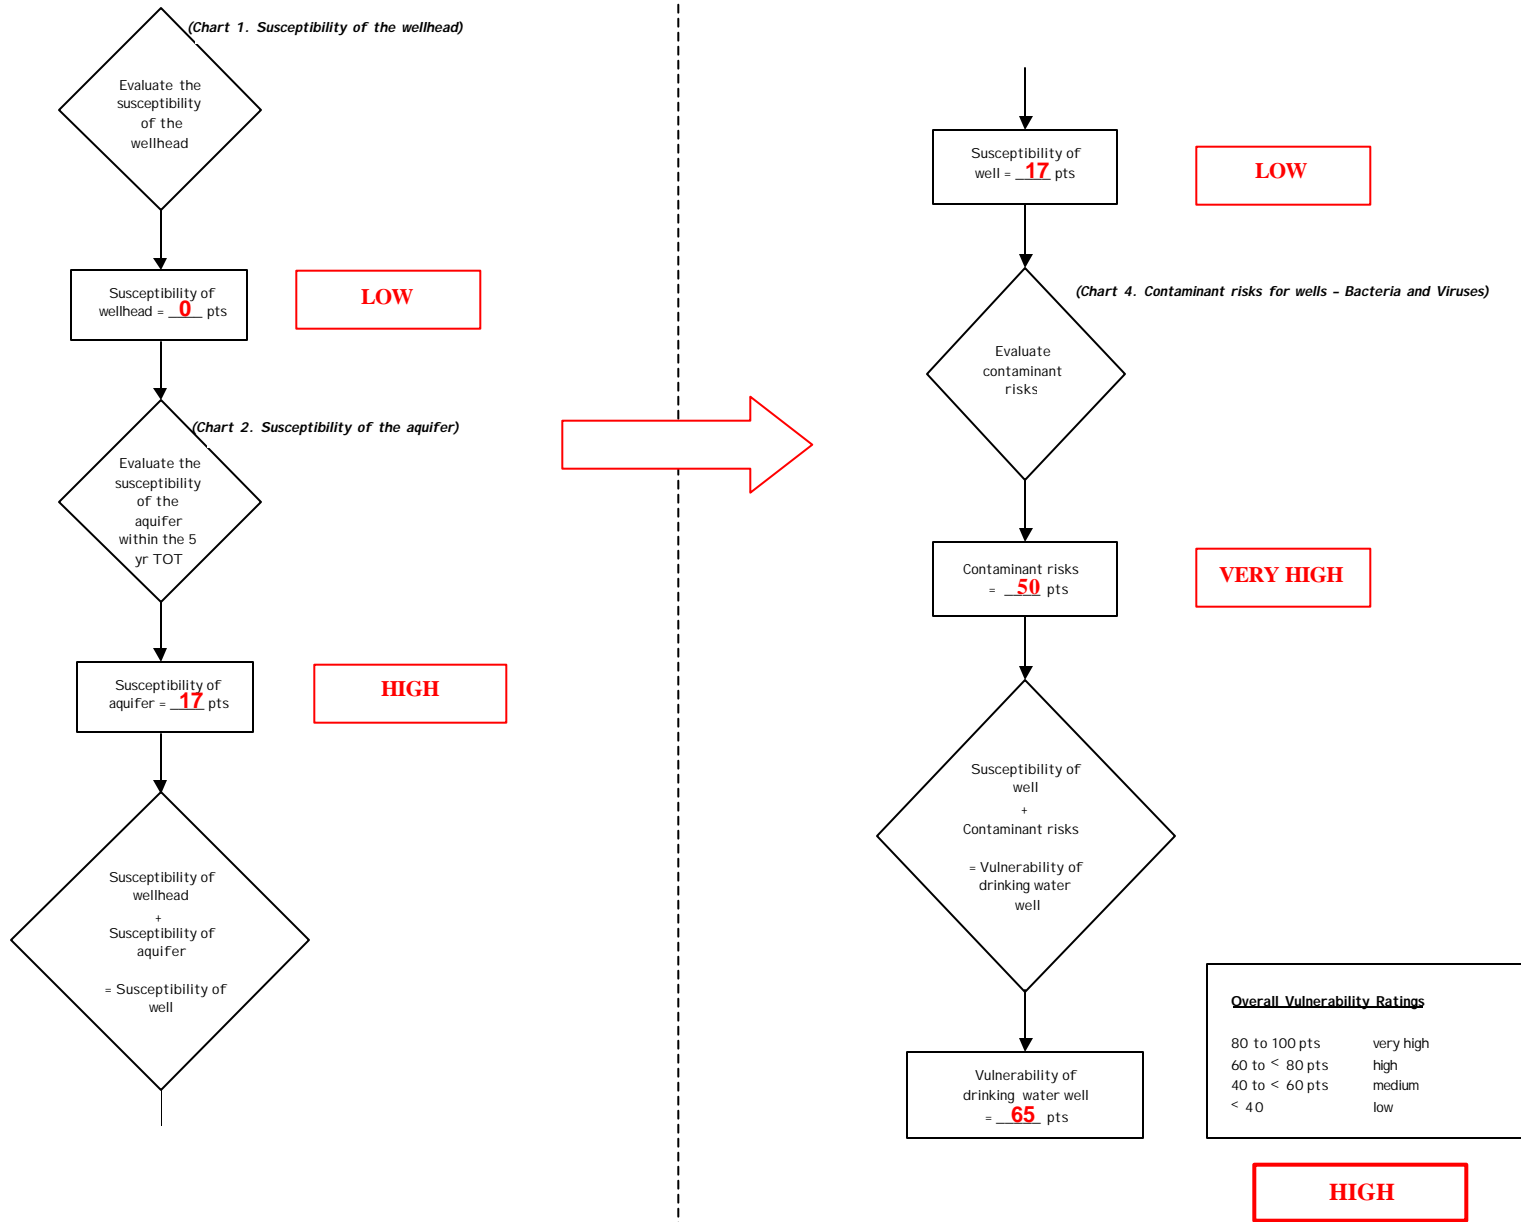 (Chart 1. Susceptibility of the wellhead)
Evaluate the
susceptibility
of the
wellhead
Susceptibility of
wellhead = 0 pts
LOW
(Chart 2. Susceptibility of the aquifer)
Evaluate the
susceptibility
of the
aquifer
within the 5
yr TOT
Susceptibility of
aquifer = 17 pts
HIGH
Susceptibility of
wellhead
+
Susceptibility of
aquifer
= Susceptibility of
well
Susceptibility of
well = 17 pts
LOW
(Chart 4. Contaminant risks for wells – Bacteria and Viruses)
Evaluate
contaminant
risks
Contaminant risks
= 50 pts
VERY HIGH
Susceptibility of
well
+
Contaminant risks
= Vulnerability of
drinking water
well
Vulnerability of
drinking water well
= 65 pts
Overall Vulnerability Ratings
80 to 100 pts very high
60 to < 80 pts high
40 to < 60 pts medium
< 40 low
HIGH